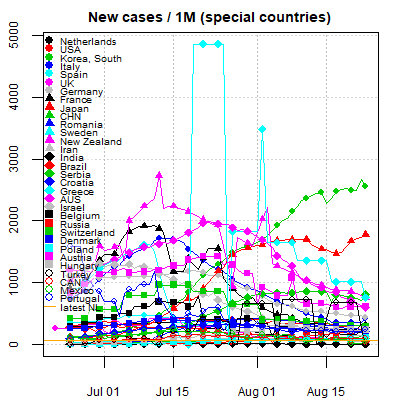 New cases / 1M (special countries)
5000
4000
3000
2000
1000
0
Netherlands
USA
Korea, South
Italy
Spain
UK
Germany
France
Japan
CHN
Romania
Sweden
New Zealand
Iran
India
Brazil
Serbia
Croatia
Greece
AUS
Israel
Belgium
Russia
Switzerland
Denmark
Poland
Austria
Hungary
Turkey
CAN
Mexico
Portugal
latest NL
Jul 01
Jul 15
Aug 01
Aug 15